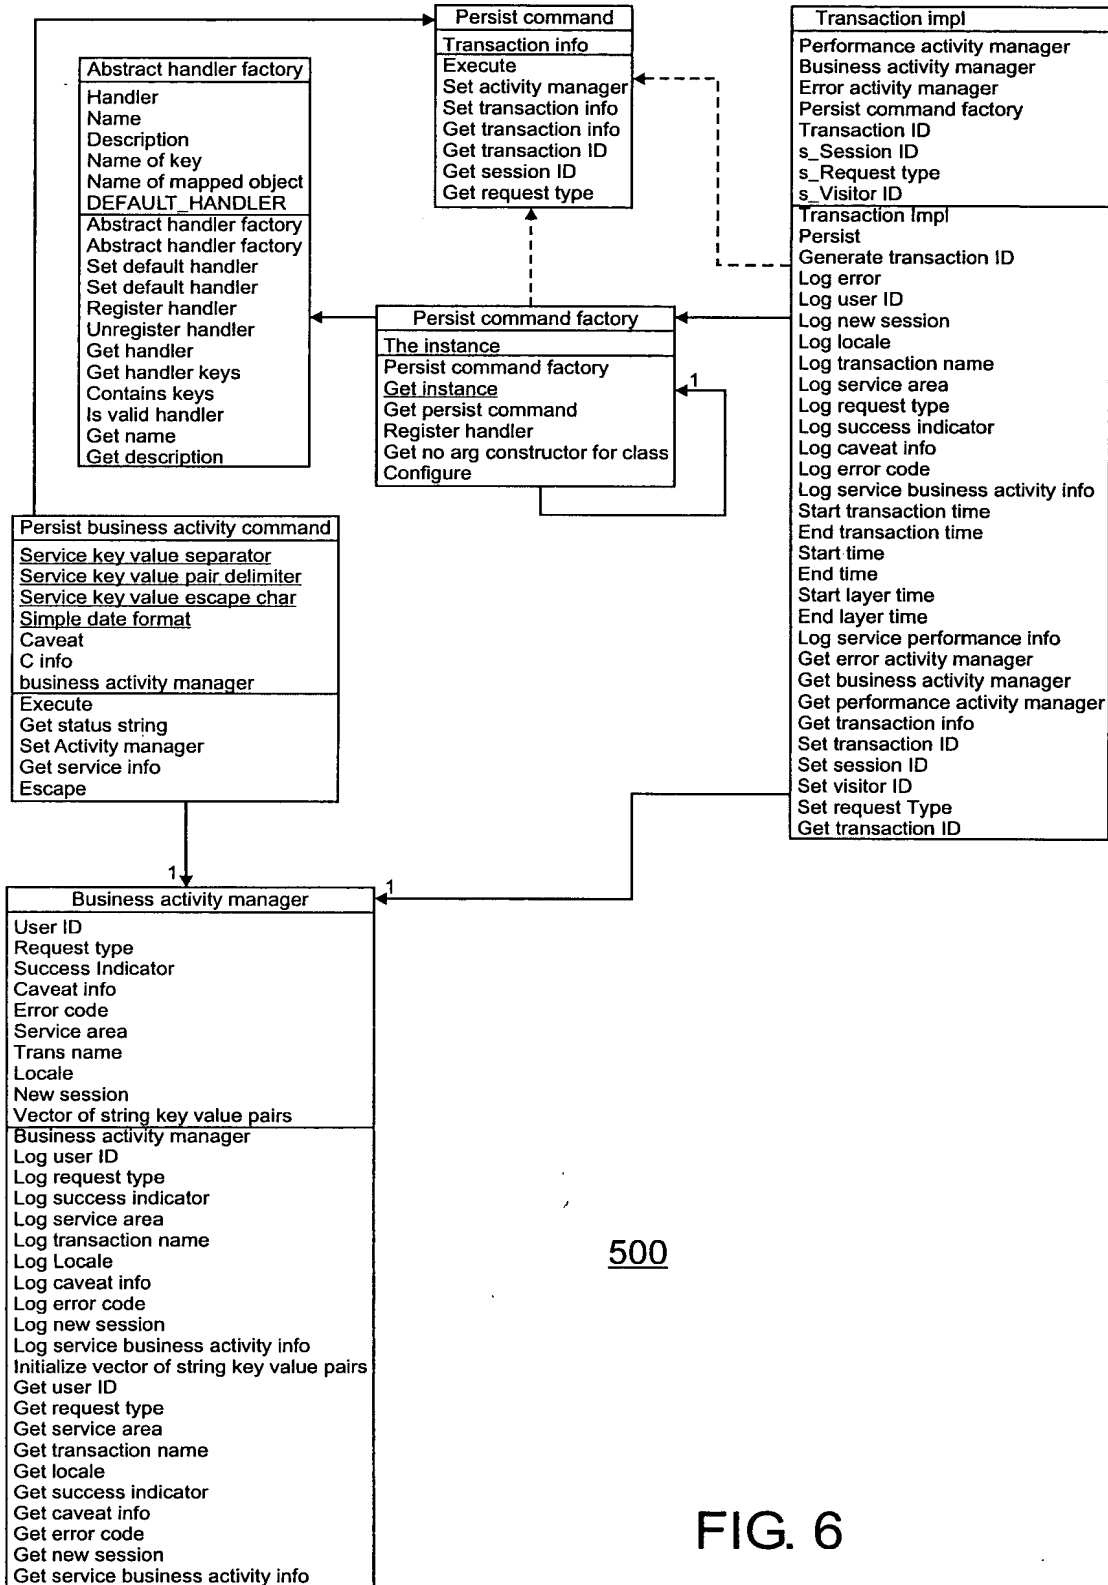 Persist command
Transaction info
Execute
Set activity manager
Set transaction info
Get transaction info
Get transaction ID
Get session ID
Get request type
Transaction impl
Performance activity manager
Business activity manager
Error activity manager
Persist command factory
Transaction ID
s_Session ID
s_Request type
s_Visitor ID
Transaction Impl
Persist
Generate transaction ID
Log error
Log user ID
Log new session
Log locale
Log transaction name
Log service area
Log request type
Log success indicator
Log caveat info
Log error code
Log service business activity info
Start transaction time
End transaction time
Start time
End time
Start layer time
End layer time
Log service performance info
Get error activity manager
Get business activity manager
Get performance activity manager
Get transaction info
Set transaction ID
Set session ID
Set visitor ID
Set request Type
Get transaction ID
Abstract handler factory
Handler
Name
Description
Name of key
Name of mapped object
DEFAULT_HANDLER
Abstract handler factory
Abstract handler factory
Set default handler
Set default handler
Register handler
Unregister handler
Get handler
Get handler keys
Contains keys
Is valid handler
Get name
Get description
Persist command factory
The instance
Persist command factory
Get instance
Get persist command
Register handler
Get no arg constructor for class
Configure
1
Persist business activity command
Service key value separator
Service key value pair delimiter
Service key value escape char
Simple date format
Caveat
C info
business activity manager
Execute
Get status string
Set Activity manager
Get service info
Escape
1
1
Business activity manager
User ID
Request type
Success Indicator
Caveat info
Error code
Service area
Trans name
Locale
New session
Vector of string key value pairs
Business activity manager
Log user ID
Log request type
Log success indicator
Log service area
Log transaction name
Log Locale
Log caveat info
Log error code
Log new session
Log service business activity info
Initialize vector of string key value pairs
Get user ID
Get request type
Get service area
Get transaction name
Get locale
Get success indicator
Get caveat info
Get error code
Get new session
Get service business activity info
500
FIG. 6